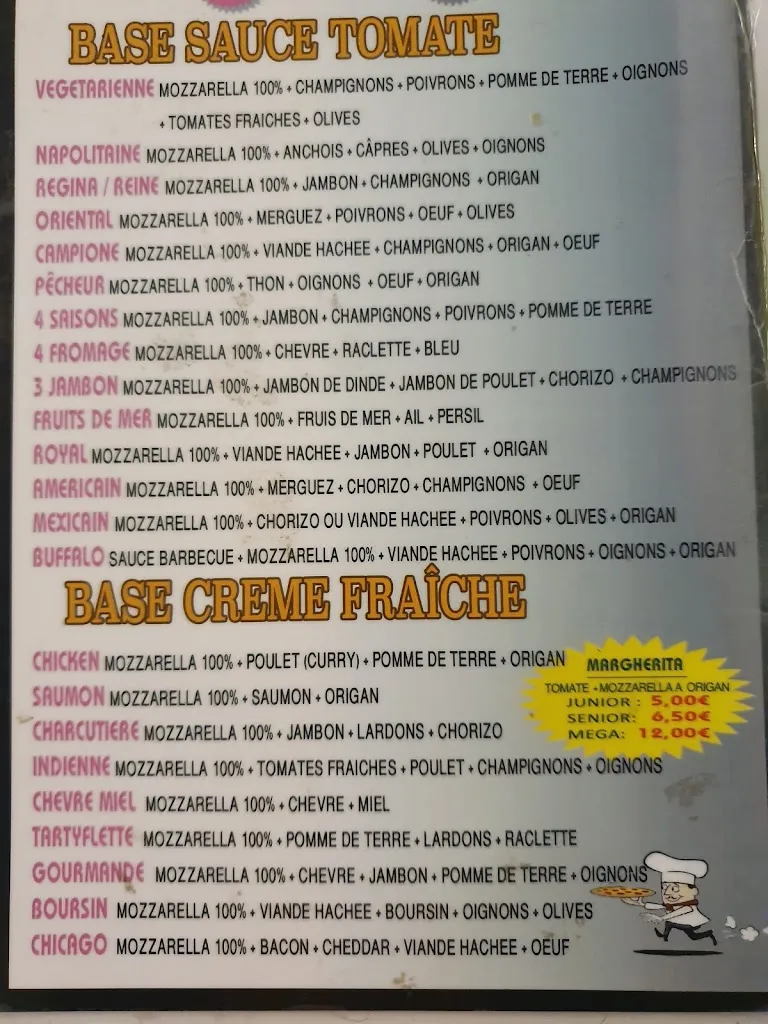 BASE SAUCE TOMATE
VEGETARIENNE MOZZARELLA 100% + CHAMPIGNONS + POIVRONS + POMME DE TERRE + OIGNONS
+ TOMATES FRAICHES + OLIVES
NAPOLITAINE MOZZARELLA 100% + ANCHOIS + CÂPRES + OLIVES + OIGNONS
REGINA / REINE MOZZARELLA 100% + JAMBON + CHAMPIGNONS + ORIGAN
ORIENTAL MOZZARELLA 100% + MERGUEZ + POIVRONS + OEUF + OLIVES
CAMPIONE MOZZARELLA 100% + VIANDE HACHEE + CHAMPIGNONS + ORIGAN + OEUF
PÊCHEUR MOZZARELLA 100% + THON + OIGNONS + OEUF + ORIGAN
4 SAISONS MOZZARELLA 100% + JAMBON + CHAMPIGNONS + POIVRONS + POMME DE TERRE
4 FROMAGE MOZZARELLA 100% + CHEVRE + RACLETTE + BLEU
3 JAMBON MOZZARELLA 100% + JAMBON DE DINDE + JAMBON DE POULET + CHORIZO + CHAMPIGNONS
FRUITS DE MER MOZZARELLA 100% + FRUIS DE MER + AIL + PERSIL
ROYAL MOZZARELLA 100% + VIANDE HACHEE + JAMBON + POULET + ORIGAN
AMERICAIN MOZZARELLA 100% + MERGUEZ + CHORIZO + CHAMPIGNONS + OEUF
MEXICAIN MOZZARELLA 100% + CHORIZO OU VIANDE HACHEE + POIVRONS + OLIVES + ORIGAN
BUFFALO SAUCE BARBECUE + MOZZARELLA 100% + VIANDE HACHEE + POIVRONS + OIGNONS + ORIGAN
BASE CREME FRAÎCHE
CHICKEN MOZZARELLA 100% + POULET (CURRY) + POMME DE TERRE + ORIGAN
SAUMON MOZZARELLA 100% + SAUMON + ORIGAN
CHARCUTIERE MOZZARELLA 100% + JAMBON + LARDONS + CHORIZO
INDIENNE MOZZARELLA 100% + TOMATES FRAICHES + POULET + CHAMPIGNONS + OIGNONS
CHEVRE MIEL MOZZARELLA 100% + CHEVRE + MIEL
TARTYFLETTE MOZZARELLA 100% + POMME DE TERRE + LARDONS + RACLETTE
GOURMANDE MOZZARELLA 100% + CHEVRE + JAMBON + POMME DE TERRE + OIGNONS
BOURSIN MOZZARELLA 100% + VIANDE HACHEE + BOURSIN + OIGNONS + OLIVES
CHICAGO MOZZARELLA 100% + BACON + CHEDDAR + VIANDE HACHEE + OEUF
MARGHERITA
TOMATE + MOZZARELLA A ORIGAN
JUNIOR : 5,00€
SENIOR: 6,50€
MEGA: 12,00€